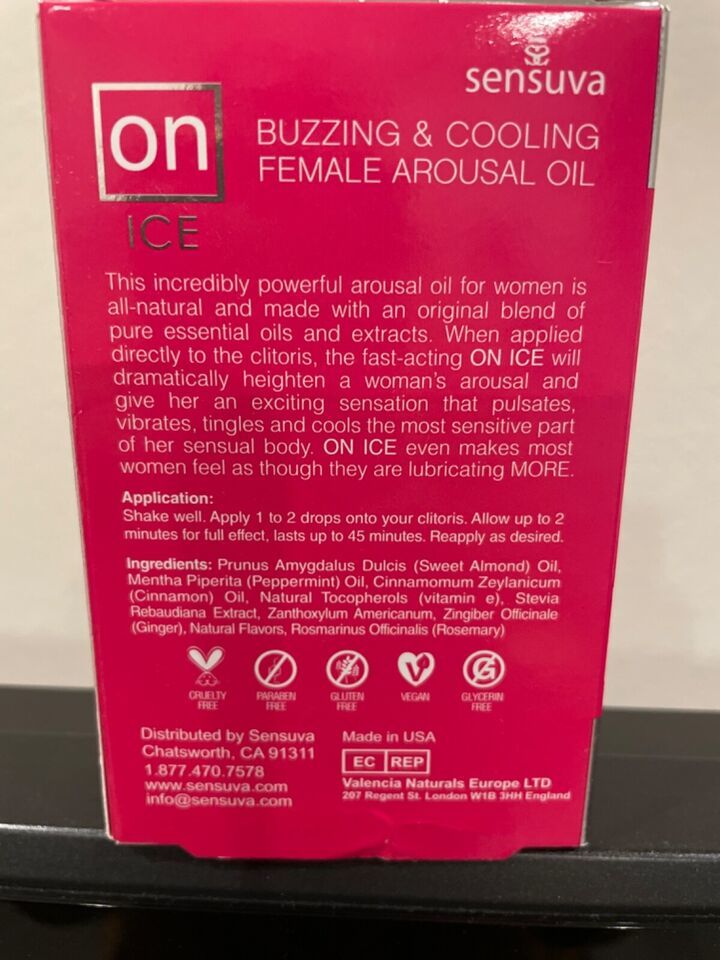 sensuva
on
BUZZING & COOLING
FEMALE AROUSAL OIL
ICE
This incredibly powerful arousal oil for women is
all-natural and made with an original blend of
pure essential oils and extracts. When applied
directly to the clitoris, the fast-acting ON ICE will
dramatically heighten a woman's arousal and
give her an exciting sensation that pulsates,
vibrates, tingles and cools the most sensitive part
of her sensual body. ON ICE even makes most
women feel as though they are lubricating MORE.
Application:
Shake well. Apply 1 to 2 drops onto your clitoris. Allow up to 2
minutes for full effect, lasts up to 45 minutes. Reapply as desired.
Ingredients: Prunus Amygdalus Dulcis (Sweet Almond) Oil,
Mentha Piperita (Peppermint) Oil, Cinnamomum Zeylanicum
(Cinnamon) Oil, Natural Tocopherols (vitamin e), Stevia
Rebaudiana Extract, Zanthoxylum Americanum, Zingiber Officinale
(Ginger), Natural Flavors, Rosmarinus Officinalis (Rosemary)
CRUELTY FREE
PARABEN FREE
GLUTEN FREE
VEGAN
GLYCERIN FREE
Distributed by Sensuva
Chatsworth, CA 91311
1.877.470.7578
www.sensuva.com
info@sensuva.com
Made in USA
EC REP
Valencia Naturals Europe LTD
207 Regent St. London W1B 3HH England